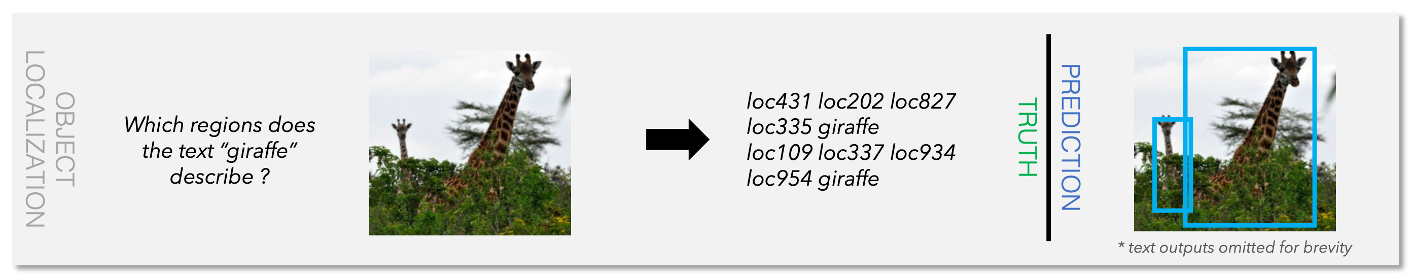 OBJECT
LOCALIZATION
Which regions does
the text “giraffe”
describe ?
loc431 loc202 loc827
loc335 giraffe
loc109 loc337 loc934
loc954 giraffe
TRUTH
PREDICTION
* text outputs omitted for brevity